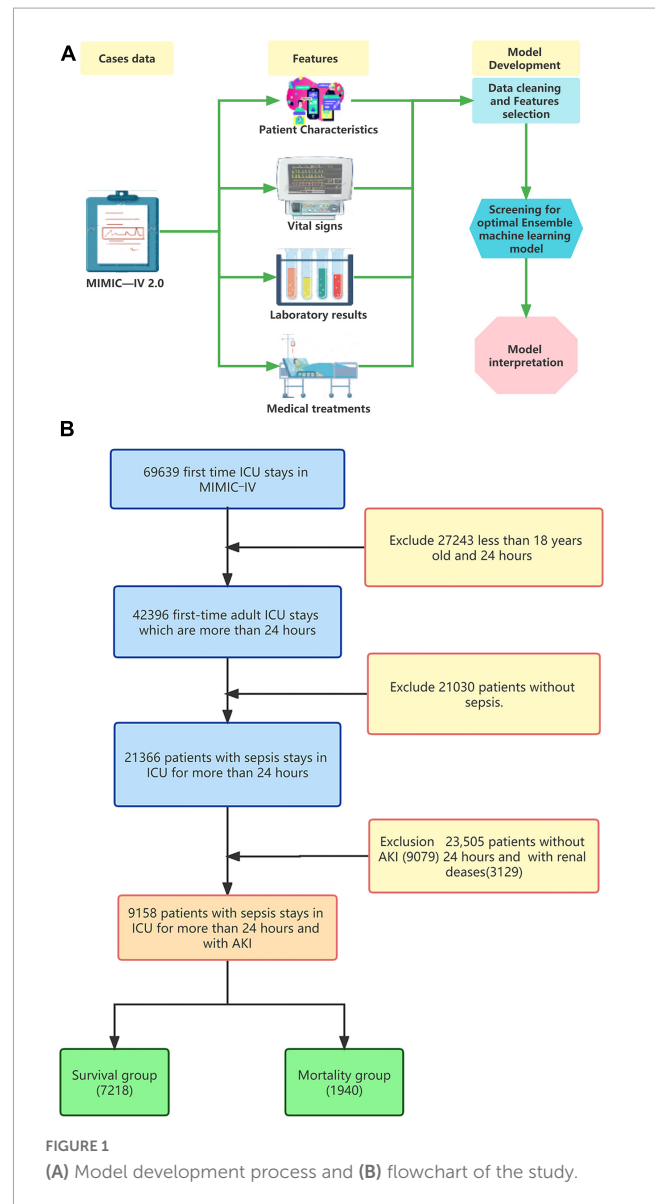 A
Cases data
Features
Model
Development
Patient Characteristics
Vital signs
Laboratory results
Medical treatments
MIMIC—IV 2.0
Data cleaning
and Features
selection
Screening for
optimal Ensemble
machine learning
model
Model
interpretation
B
69639 first time ICU stays in
MIMIC-IV
Exclude 27243 less than 18 years
old and 24 hours
42396 first-time adult ICU stays
which are more than 24 hours
Exclude 21030 patients without
sepsis.
21366 patients with sepsis stays in
ICU for more than 24 hours
Exclusion 23,505 patients without
AKI (9079) 24 hours and with renal
deases(3129)
9158 patients with sepsis stays in
ICU for more than 24 hours and
with AKI
Survival group
(7218)
Mortality group
(1940)
FIGURE 1
(A) Model development process and (B) flowchart of the study.